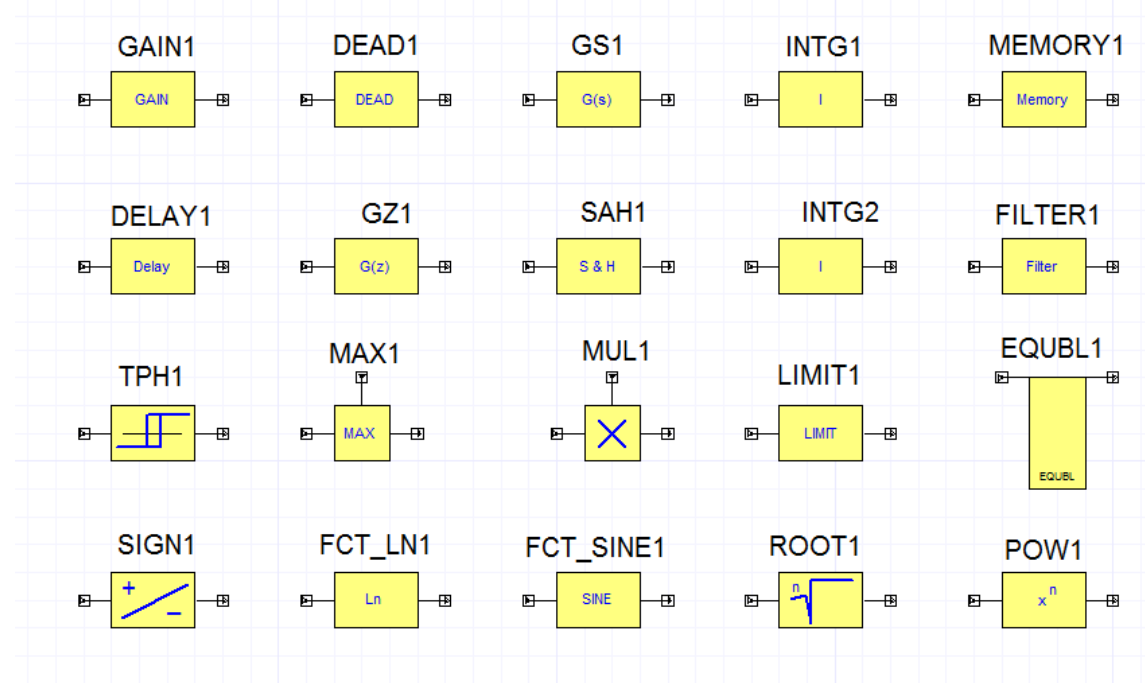 GAIN1 DEAD1 GS1 INTG1 MEMORY1
GAIN DEAD G(s) I Memory
DELAY1 GZ1 SAH1 INTG2 FILTER1
Delay G(z) S & H I Filter
TPH1 MAX1 MUL1 LIMIT1 EQUBL1
MAX LIMIT
EQUBL
SIGN1 FCT_LN1 FCT_SINE1 ROOT1 POW1
+ − Ln SINE n x^n